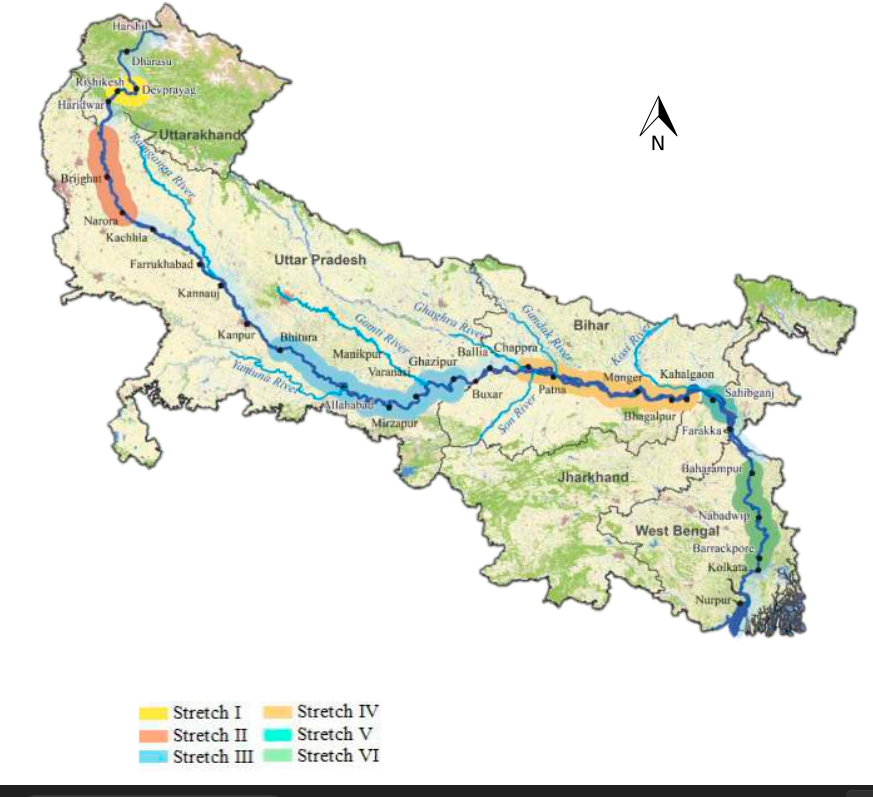 Harshil
Dharasu
Rishikesh
Devprayag
Haridwar
Uttarakhand
Ramganga River
Brijghat
Narora
Kachhla
Farrukhabad
Uttar Pradesh
Kannauj
Kanpur
Bhitura
Ghaghra River
Gandak River
Bihar
Gomti River
Kosi River
Manikpur
Ghazipur
Ballia
Chappra
Varanasi
Yamuna River
Allahabad
Mirzapur
Buxar
Patna
Munger
Kahalgaon
Sahibganj
Son River
Bhagalpur
Farakka
Jharkhand
Baharampur
Nabadwip
West Bengal
Barrackpore
Kolkata
Nurpur
N
Stretch I
Stretch IV
Stretch II
Stretch V
Stretch III
Stretch VI